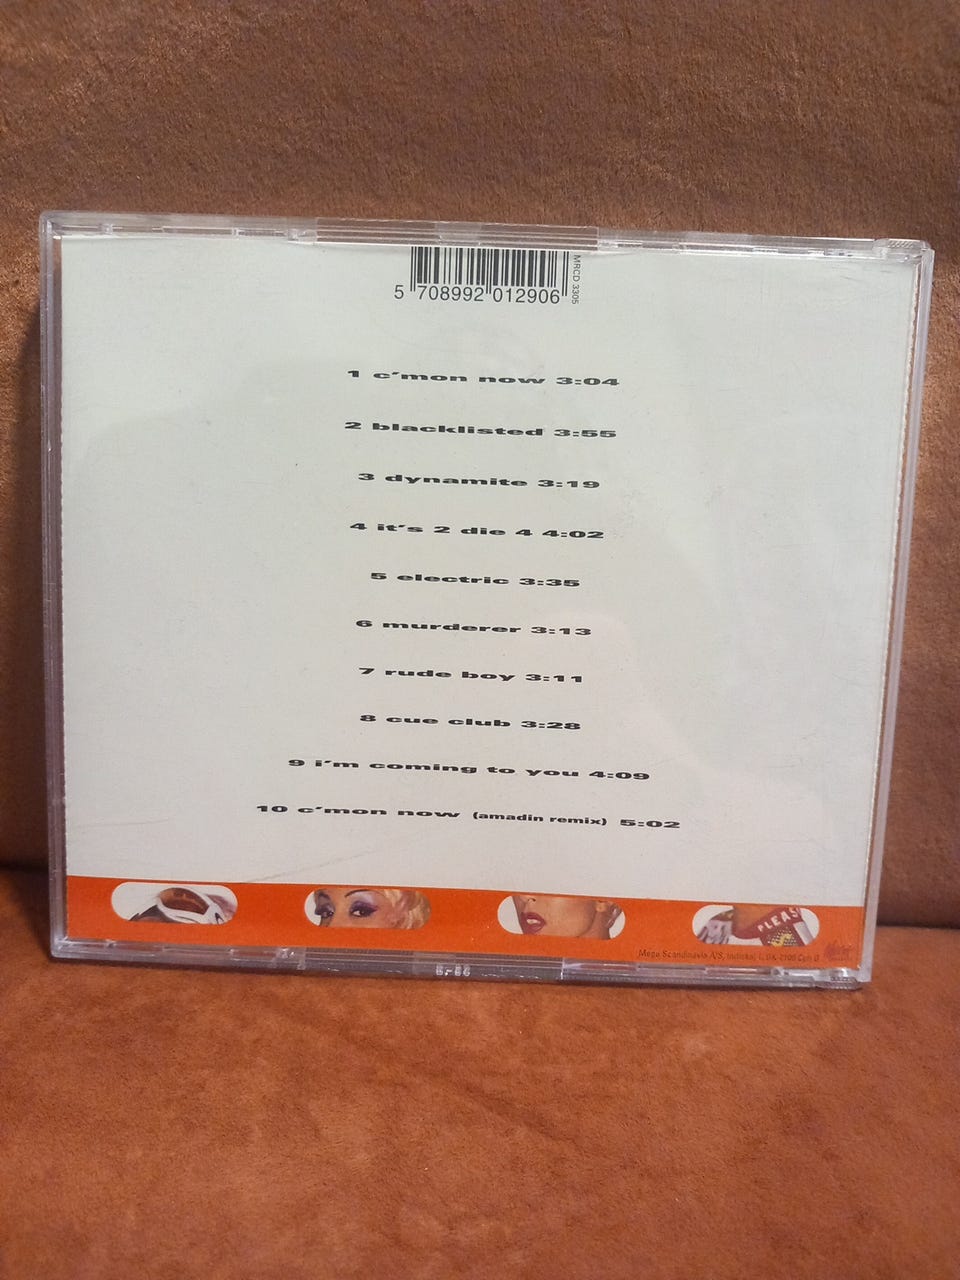 5 708992 012906
MRCD 3305
1 c'mon now 3:04
2 blacklisted 3:55
3 dynamite 3:19
4 it's 2 die 4 4:02
5 electric 3:35
6 murderer 3:13
7 rude boy 3:11
8 cue club 3:28
9 i'm coming to you 4:09
10 c'mon now (amadin remix) 5:02
PLEAS
Mega Scandinavia A/S,